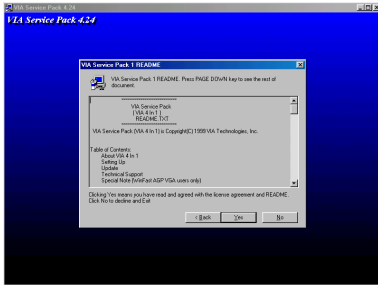 VIA Service Pack 4.24
VIA Service Pack 4.24
VIA Service Pack 1 README
VIA Service Pack 1 README. Press PAGE DOWN key to see the rest of
document.
VIA Service Pack
( VIA 4 In 1 )
README.TXT
VIA Service Pack (VIA 4 In 1) is Copyright(C) 1999 VIA Technologies, Inc.
Table of Contents:
About VIA 4 In 1
Setting Up
Update
Technical Support
Special Note (WinFast AGP VGA users only)
Clicking Yes means you have read and agreed with the license agreement and README.
Click No to decline and Exit
< Back
Yes
No